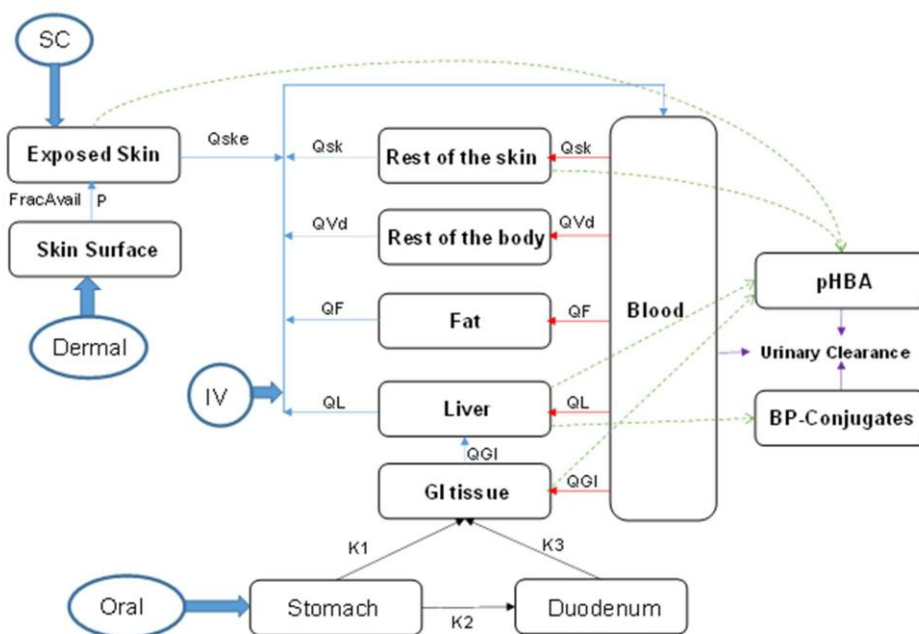 SC
Exposed Skin
Qske
Qsk
Rest of the skin
Qsk
FracAvail
P
Skin Surface
QVd
Rest of the body
QVd
Dermal
QF
Fat
QF
Blood
pHBA
Urinary Clearance
IV
QL
Liver
QL
BP-Conjugates
QGI
GI tissue
QGI
K1
K3
Oral
Stomach
K2
Duodenum